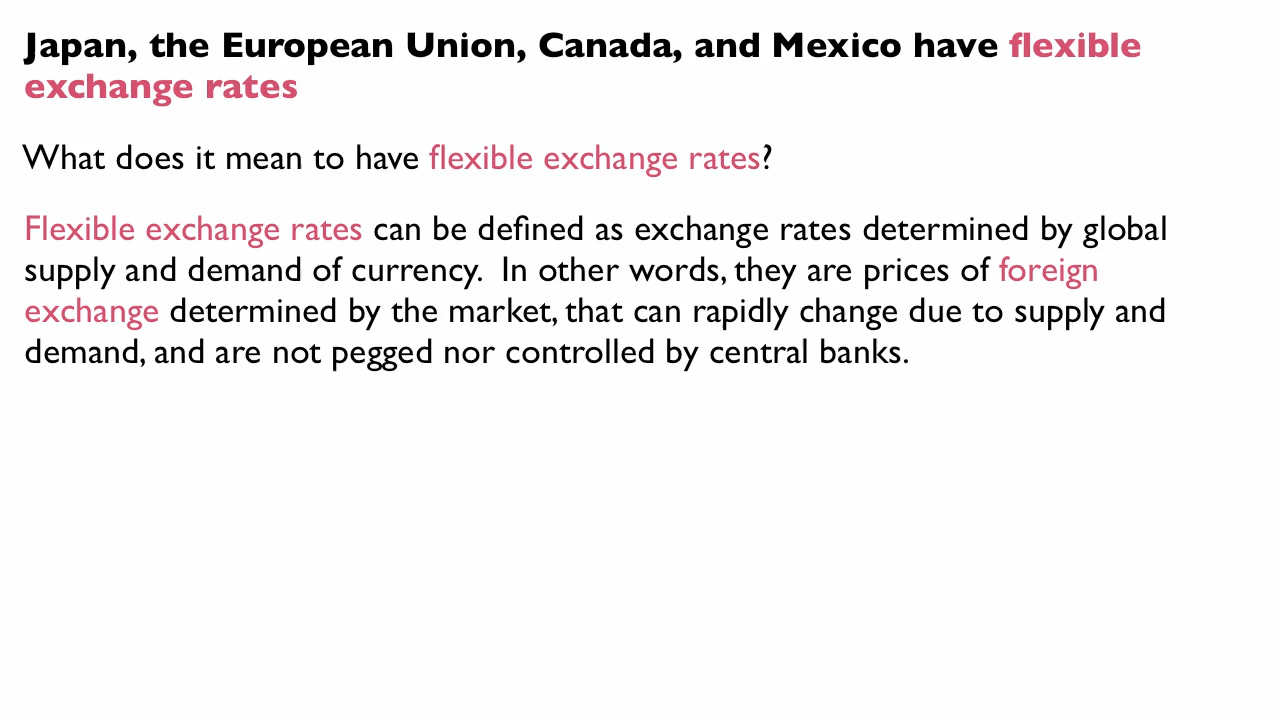 Japan, the European Union, Canada, and Mexico have flexible
exchange rates
What does it mean to have flexible exchange rates?
Flexible exchange rates can be defined as exchange rates determined by global
supply and demand of currency.  In other words, they are prices of foreign
exchange determined by the market, that can rapidly change due to supply and
demand, and are not pegged nor controlled by central banks.